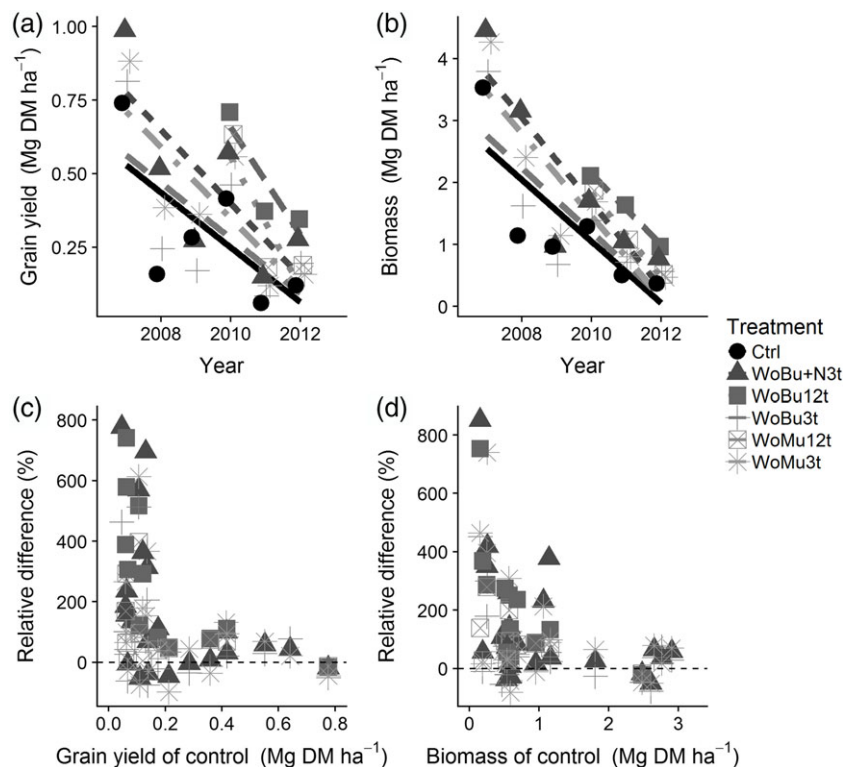 (a)
Grain yield (Mg DM ha⁻¹)
1.00
0.75
0.50
0.25
2008 2010 2012
Year
(b)
Biomass (Mg DM ha⁻¹)
4
3
2
1
0
2008 2010 2012
Year
Treatment
Ctrl
WoBu+N3t
WoBu12t
WoBu3t
WoMu12t
WoMu3t
(c)
Relative difference (%)
800
600
400
200
0
0.0 0.2 0.4 0.6 0.8
Grain yield of control (Mg DM ha⁻¹)
(d)
Relative difference (%)
800
600
400
200
0
0 1 2 3
Biomass of control (Mg DM ha⁻¹)